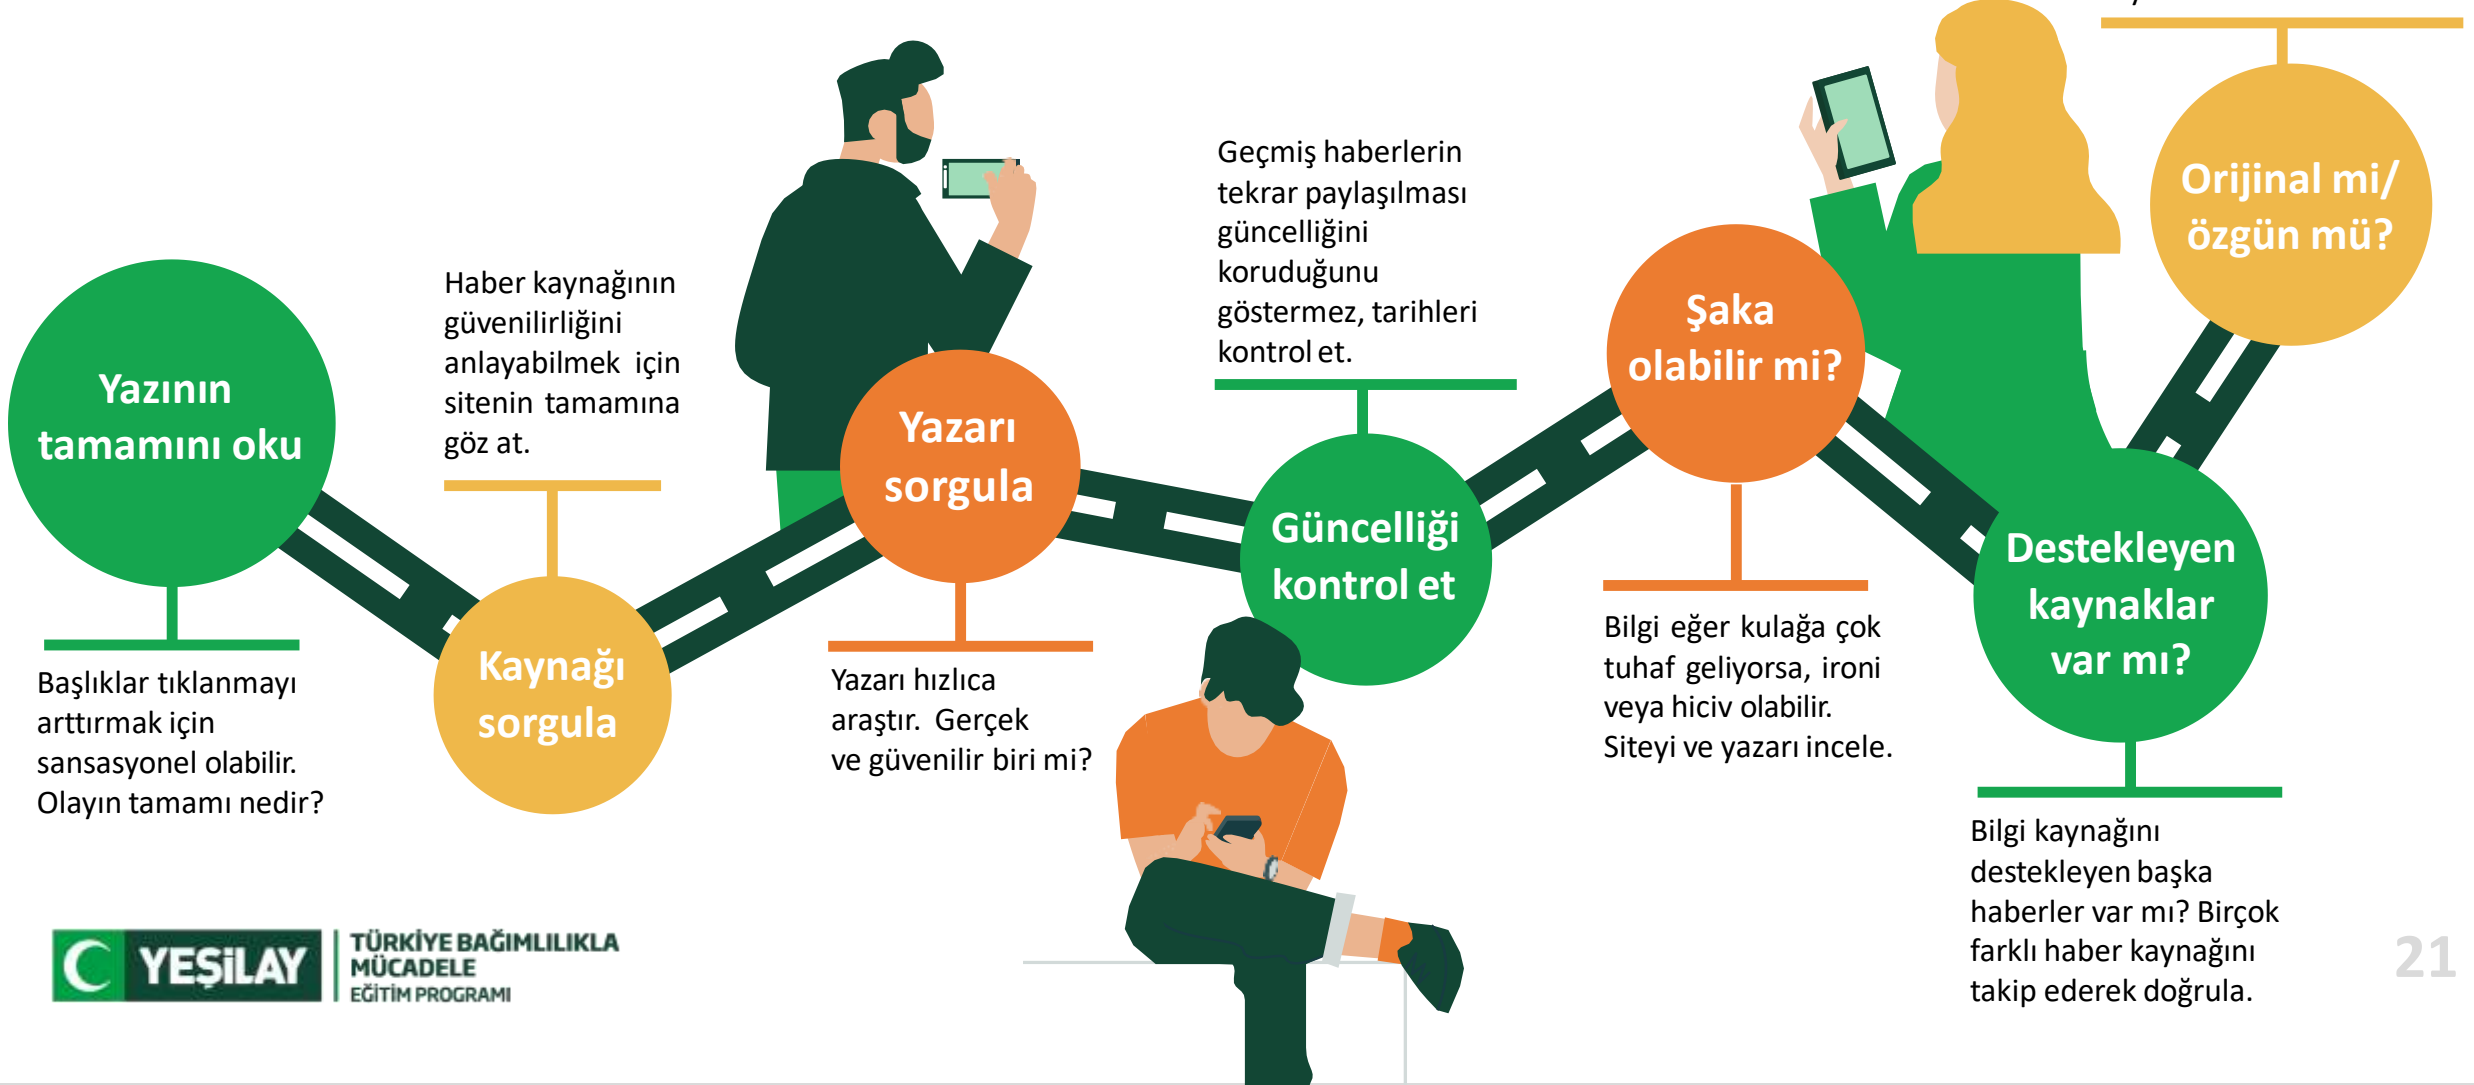 Yazının
tamamını oku
Başlıklar tıklanmayı
arttırmak için
sansasyonel olabilir.
Olayın tamamı nedir?
Haber kaynağının
güvenilirliğini
anlayabilmek için
sitenin tamamına
göz at.
Kaynağı
sorgula
Yazarı
sorgula
Yazarı hızlıca
araştır. Gerçek
ve güvenilir biri mi?
Geçmiş haberlerin
tekrar paylaşılması
güncelliğini
koruduğunu
göstermez, tarihleri
kontrol et.
Güncelliği
kontrol et
Şaka
olabilir mi?
Bilgi eğer kulağa çok
tuhaf geliyorsa, ironi
veya hiciv olabilir.
Siteyi ve yazarı incele.
Destekleyen
kaynaklar
var mı?
Bilgi kaynağını
destekleyen başka
haberler var mı? Birçok
farklı haber kaynağını
takip ederek doğrula.
Orijinal mi/
özgün mü?
YEŞİLAY
TÜRKİYE BAĞIMLILIKLA
MÜCADELE
EĞİTİM PROGRAMI
21